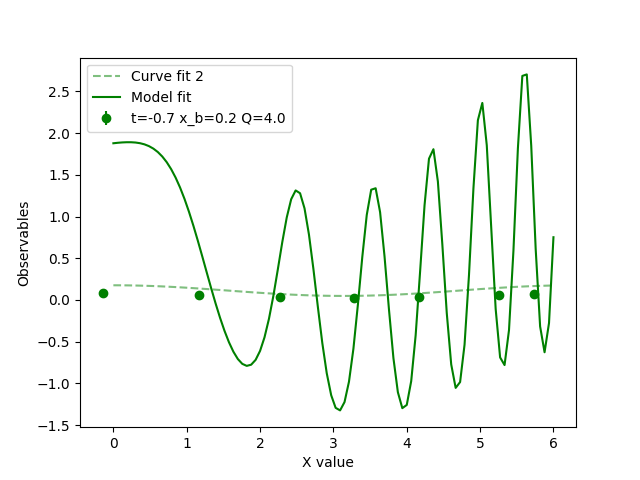 Curve fit 2
Model fit
t=-0.7 x_b=0.2 Q=4.0
Observables
2.5
2.0
1.5
1.0
0.5
0.0
−0.5
−1.0
−1.5
0 1 2 3 4 5 6
X value